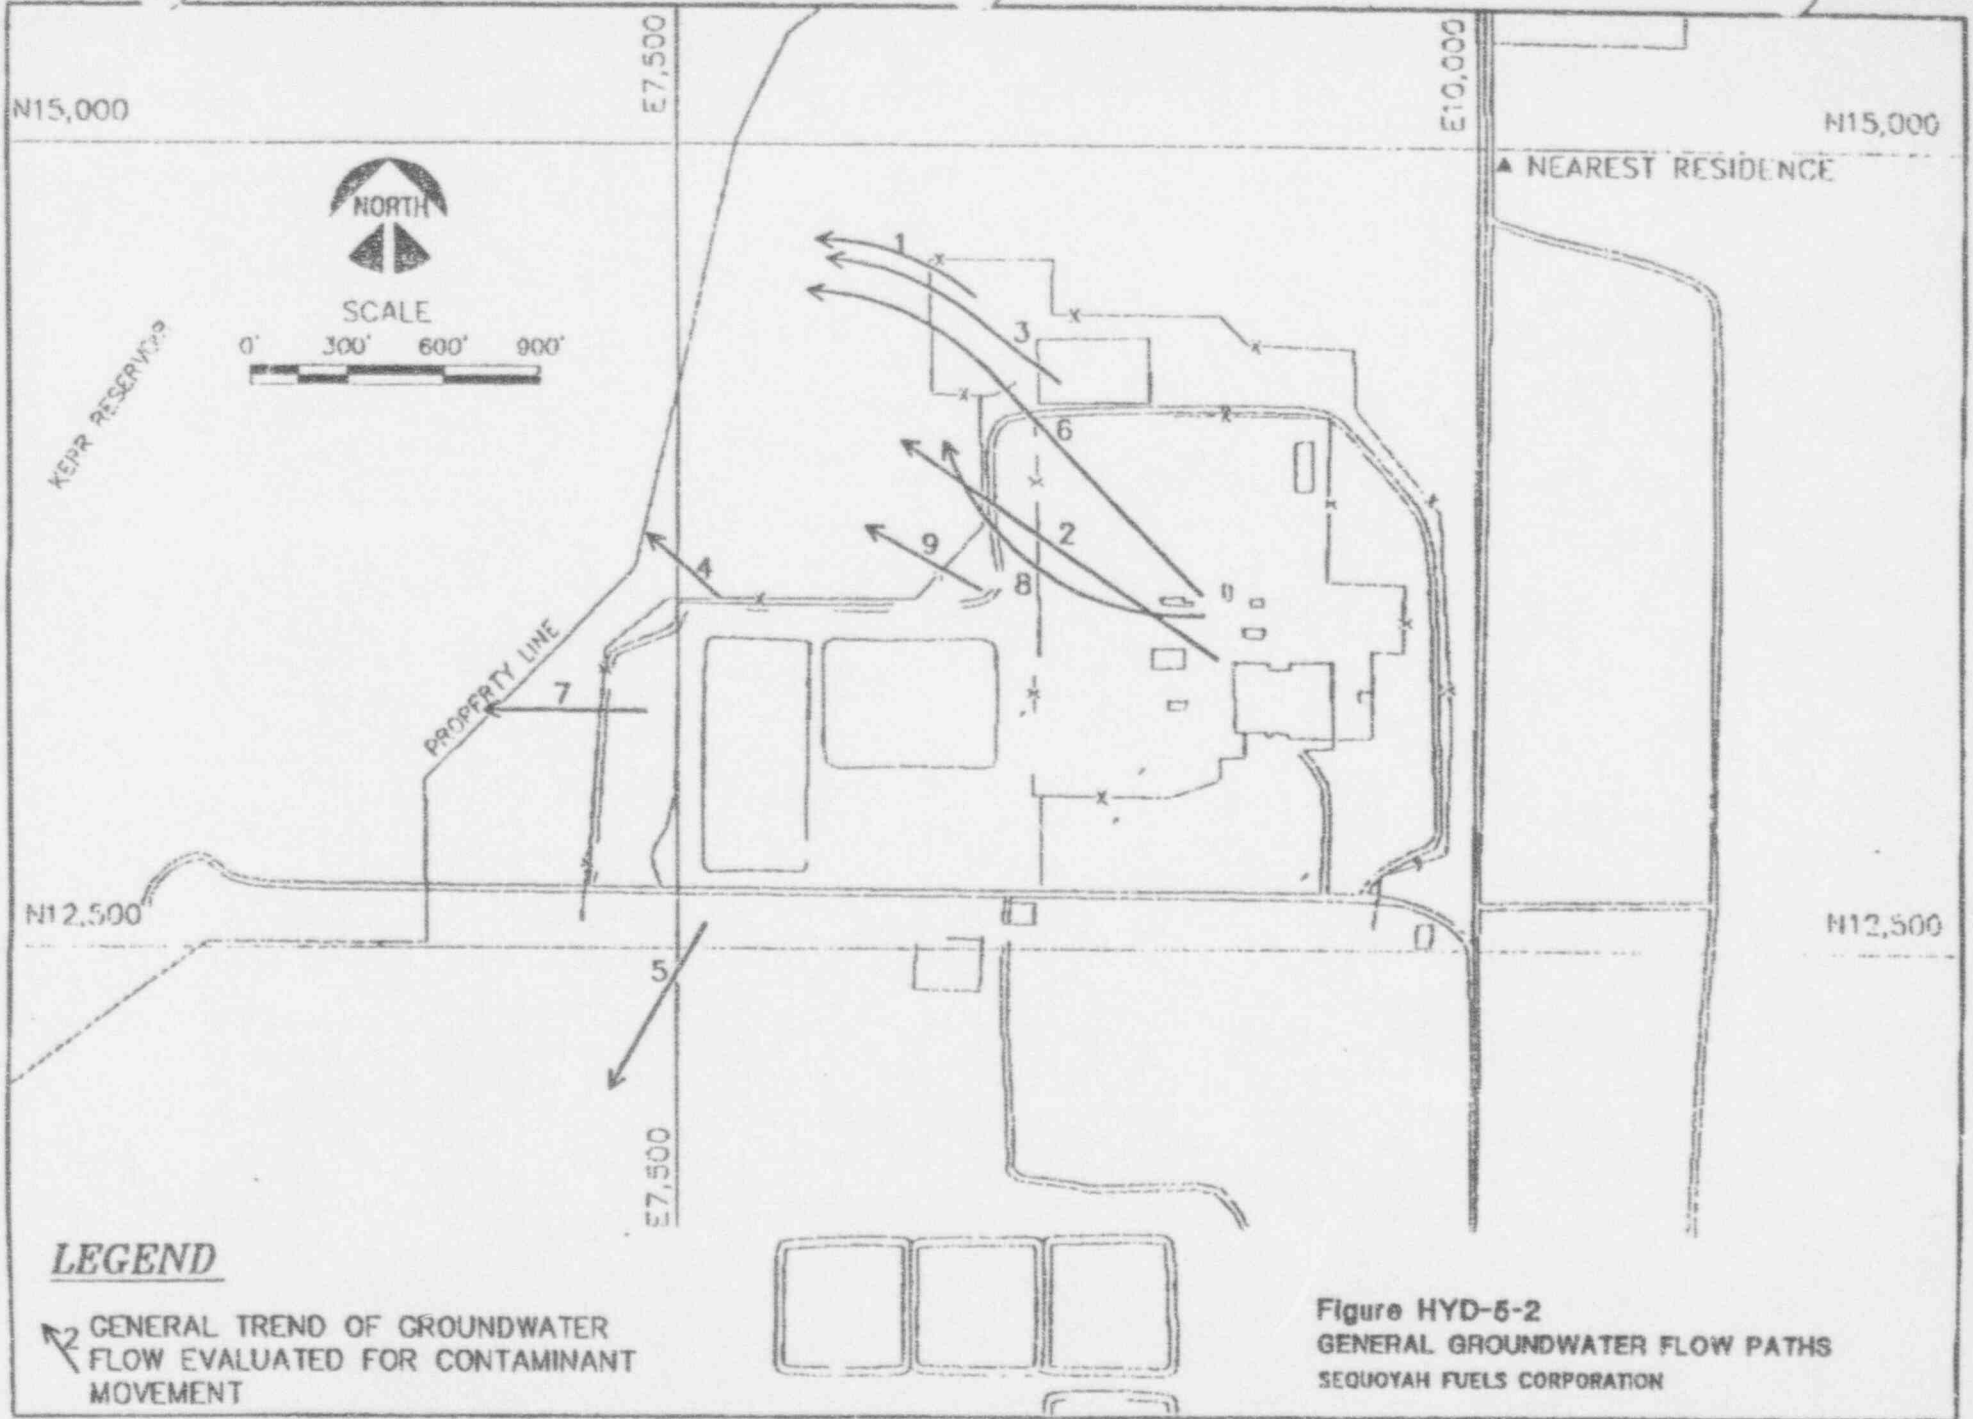 E7,500
E10,000
N15,000
N15,000
▲ NEAREST RESIDENCE
NORTH
SCALE
0' 300' 600' 900'
KERR RESERVOIR
1
3
6
2
9
4
8
PROPERTY LINE
7
N12,500
N12,500
5
E7,500
LEGEND
2 GENERAL TREND OF GROUNDWATER
FLOW EVALUATED FOR CONTAMINANT
MOVEMENT
Figure HYD-5-2
GENERAL GROUNDWATER FLOW PATHS
SEQUOYAH FUELS CORPORATION